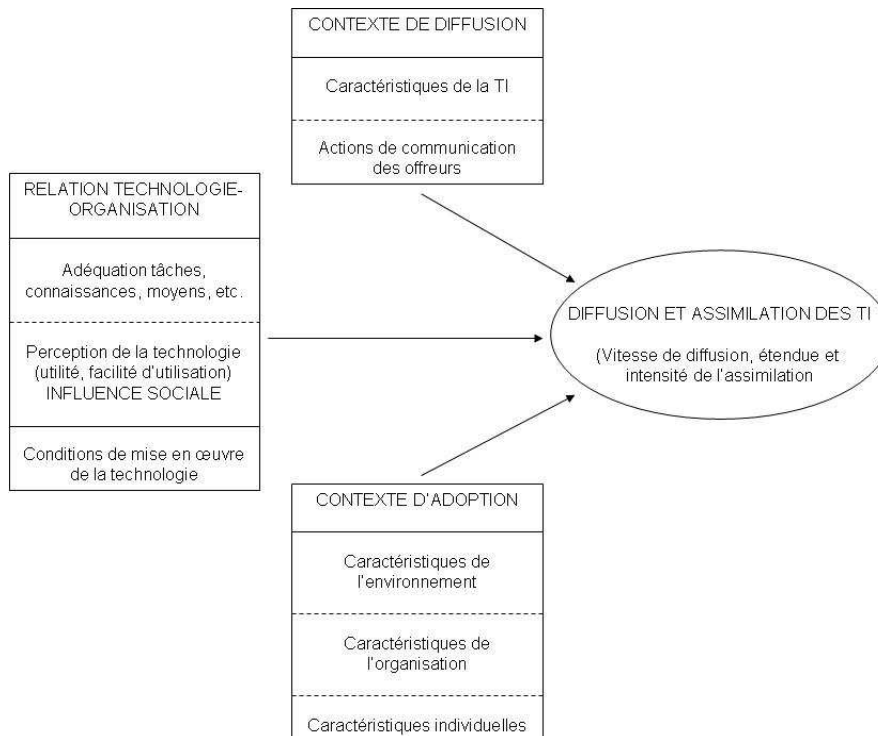 CONTEXTE DE DIFFUSION
Caractéristiques de la TI
Actions de communication
des offreurs
RELATION TECHNOLOGIE-
ORGANISATION
Adéquation tâches,
connaissances, moyens, etc.
Perception de la technologie
(utilité, facilité d'utilisation)
INFLUENCE SOCIALE
Conditions de mise en œuvre
de la technologie
DIFFUSION ET ASSIMILATION DES TI
(Vitesse de diffusion, étendue et
intensité de l'assimilation
CONTEXTE D'ADOPTION
Caractéristiques de
l'environnement
Caractéristiques de
l'organisation
Caractéristiques individuelles